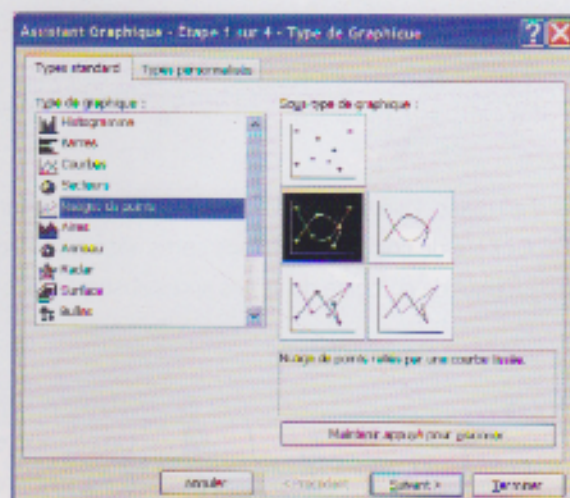 Assistant Graphique - Étape 1 sur 4 - Type de Graphique
Types standard
Types personnalisés
Type de graphique :
Histogramme
Barres
Courbes
Secteurs
Nuages de points
Aires
Anneau
Radar
Surface
Bulles
Sous-type de graphique :
Nuage de points reliés par une courbe lissée.
Maintenir appuyé pour visionner
Annuler
< Précédent
Suivant >
Terminer